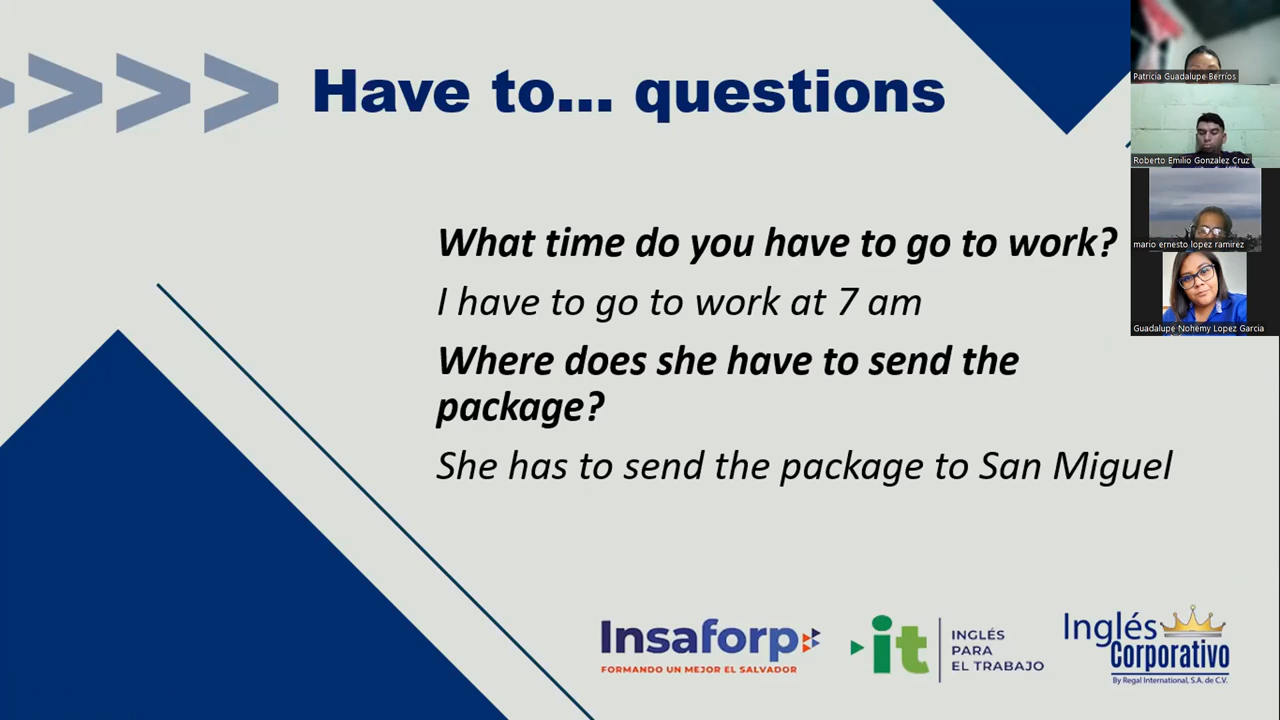 Have to... questions
What time do you have to go to work?
I have to go to work at 7 am
Where does she have to send the
package?
She has to send the package to San Miguel
Patricia Guadalupe Berríos
Roberto Emilio Gonzalez Cruz
mario ernesto lopez ramirez
Guadalupe Nohemy Lopez Garcia
Insaforp
FORMANDO UN MEJOR EL SALVADOR
it
INGLÉS
PARA
EL TRABAJO
Inglés
Corporativo
By Regal International, S.A. de C.V.